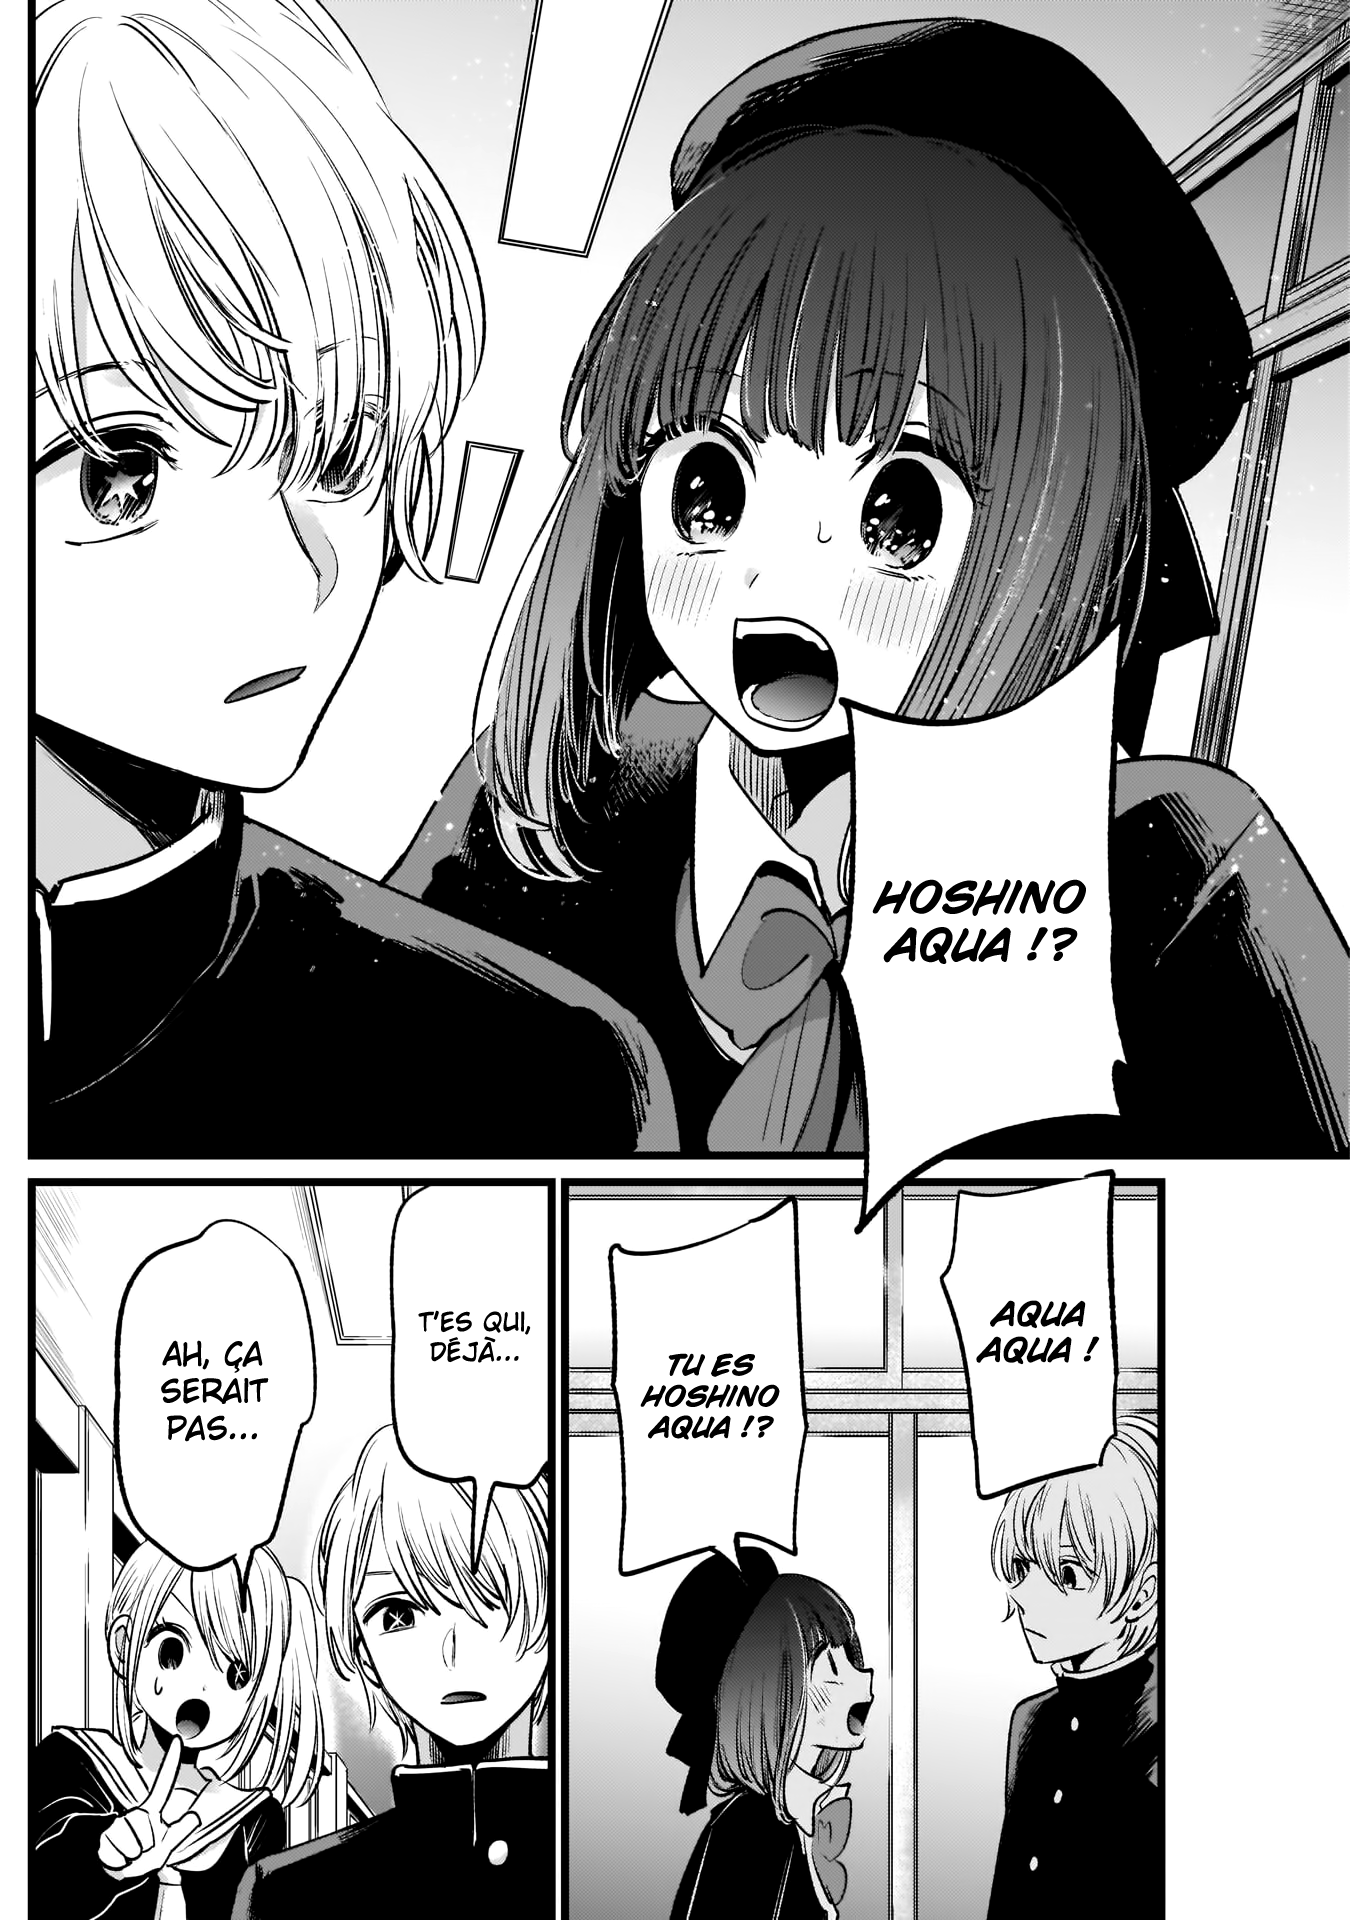 HOSHINO
AQUA !?
AQUA
AQUA !
TU ES
HOSHINO
AQUA !?
T'ES QUI,
DÉJÀ...
AH, ÇA
SERAIT
PAS...